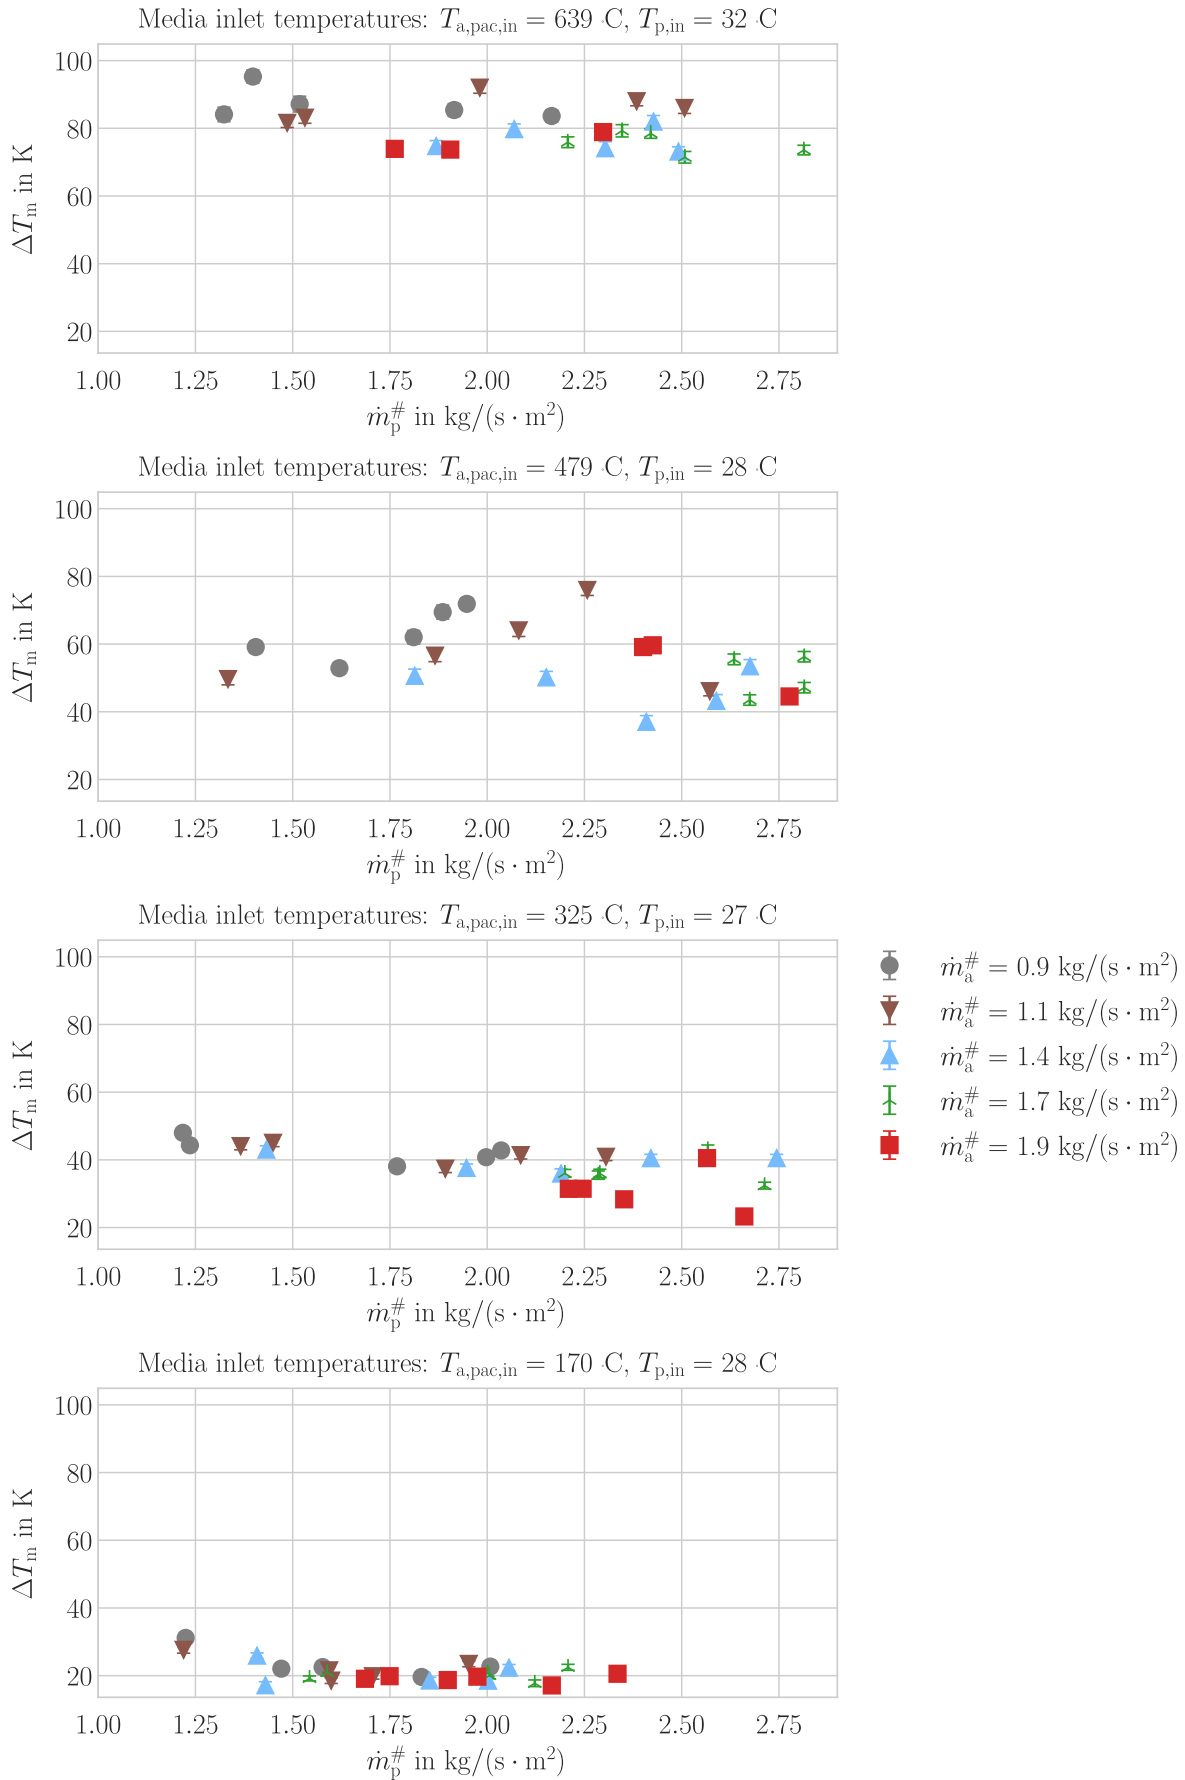 Media inlet temperatures: T_a,pac,in = 639 °C, T_p,in = 32 °C
100
80
60
40
20
ΔT_m in K
1.00 1.25 1.50 1.75 2.00 2.25 2.50 2.75
ṁ_p^# in kg/(s · m²)
Media inlet temperatures: T_a,pac,in = 479 °C, T_p,in = 28 °C
100
80
60
40
20
ΔT_m in K
1.00 1.25 1.50 1.75 2.00 2.25 2.50 2.75
ṁ_p^# in kg/(s · m²)
Media inlet temperatures: T_a,pac,in = 325 °C, T_p,in = 27 °C
100
80
60
40
20
ΔT_m in K
1.00 1.25 1.50 1.75 2.00 2.25 2.50 2.75
ṁ_p^# in kg/(s · m²)
ṁ_a^# = 0.9 kg/(s · m²)
ṁ_a^# = 1.1 kg/(s · m²)
ṁ_a^# = 1.4 kg/(s · m²)
ṁ_a^# = 1.7 kg/(s · m²)
ṁ_a^# = 1.9 kg/(s · m²)
Media inlet temperatures: T_a,pac,in = 170 °C, T_p,in = 28 °C
100
80
60
40
20
ΔT_m in K
1.00 1.25 1.50 1.75 2.00 2.25 2.50 2.75
ṁ_p^# in kg/(s · m²)